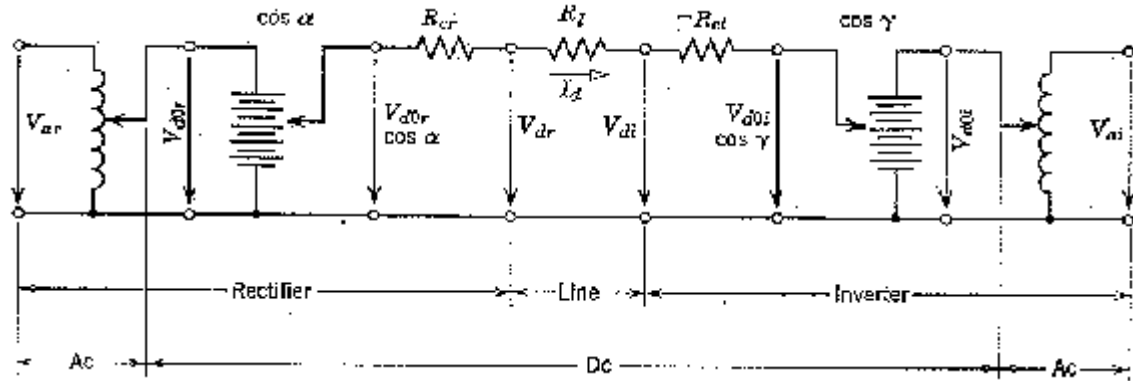 cos α
R_cr
R_l
−R_ci
cos γ
I_d
V_ar
V_d0r
V_d0r
cos α
V_dr
V_di
V_d0i
cos γ
V_d0i
V_ai
Rectifier
Line
Inverter
Ac
Dc
Ac